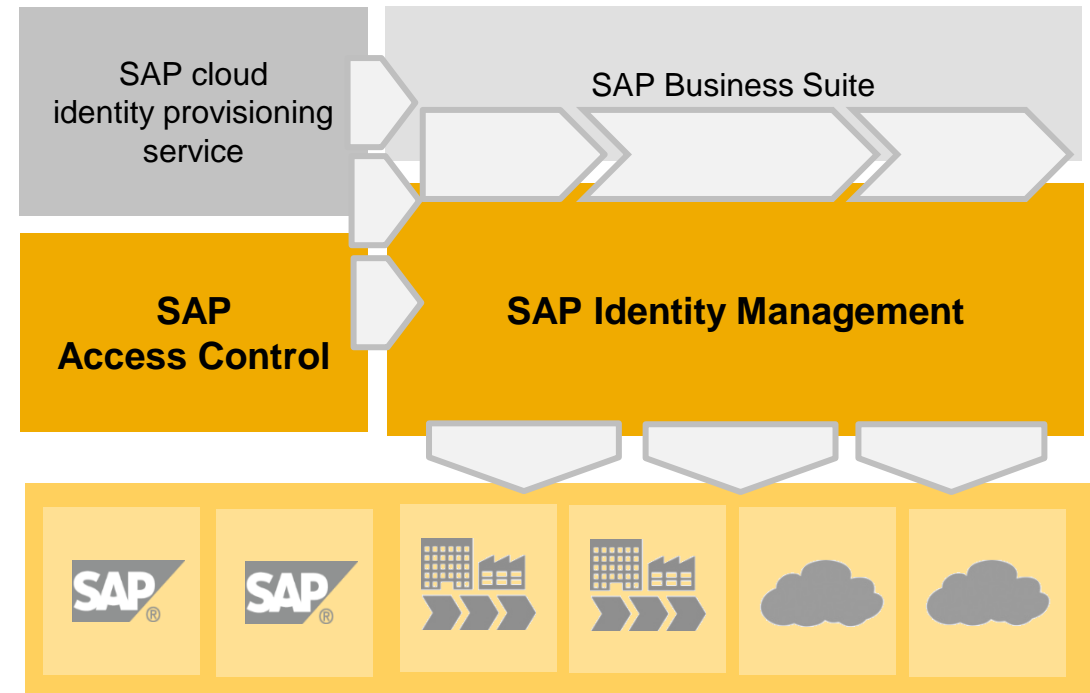 SAP cloud
identity provisioning
service
SAP Business Suite
SAP
Access Control
SAP Identity Management
SAP®
SAP®